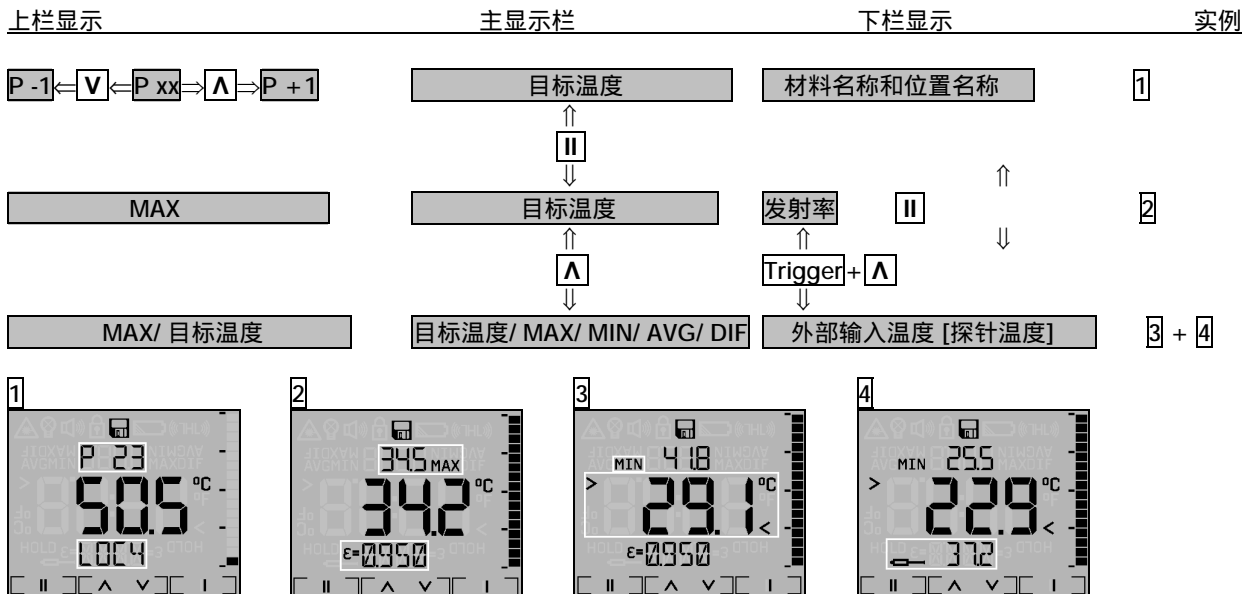 上栏显示 主显示栏 下栏显示 实例
P -1 ⇐ V ⇐ P xx ⇒ Λ ⇒ P +1 目标温度 材料名称和位置名称 1
⇑
II
⇓ ⇑
MAX 目标温度 发射率 II 2
⇑ ⇑ ⇓
Λ Trigger + Λ
⇓ ⇓
MAX/ 目标温度 目标温度/ MAX/ MIN/ AVG/ DIF 外部输入温度 [探针温度] 3 + 4
1 2 3 4
P 23
50.5 °C
LOC4
II Λ V I
34.5 MAX
34.2 °C
ε=0.950
II Λ V I
MIN 41.8
> 29.1 °C <
ε=0.950
II Λ V I
MIN 25.5
> 22.9 °C <
37.2
II Λ V I